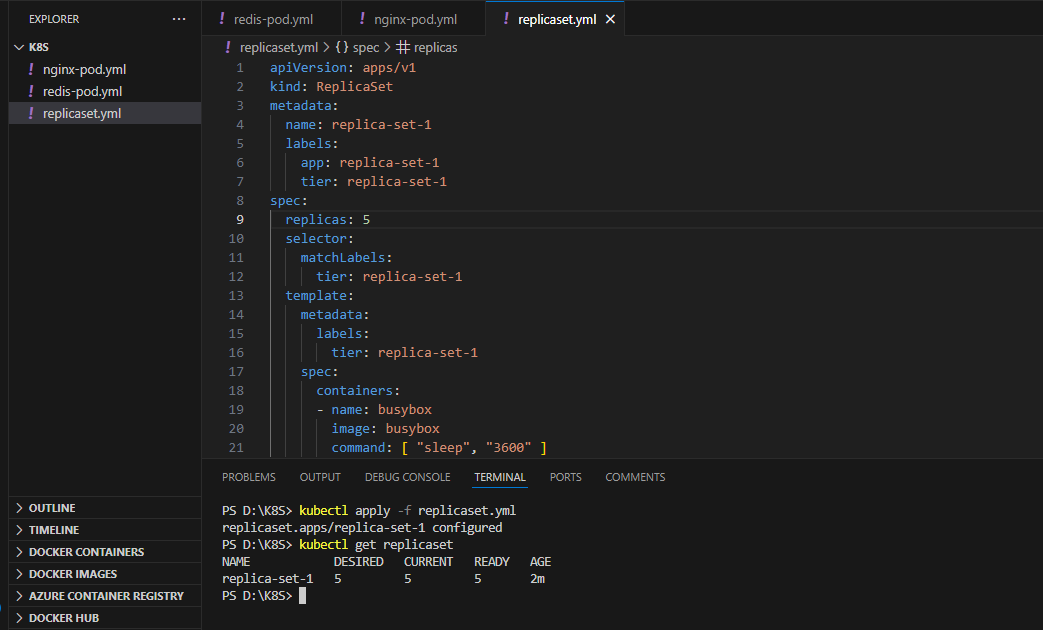 EXPLORER ...
K8S
! nginx-pod.yml
! redis-pod.yml
! replicaset.yml
OUTLINE
TIMELINE
DOCKER CONTAINERS
DOCKER IMAGES
AZURE CONTAINER REGISTRY
DOCKER HUB
! redis-pod.yml ! nginx-pod.yml ! replicaset.yml
! replicaset.yml > {} spec > replicas
1 apiVersion: apps/v1
2 kind: ReplicaSet
3 metadata:
4   name: replica-set-1
5   labels:
6     app: replica-set-1
7     tier: replica-set-1
8 spec:
9   replicas: 5
10   selector:
11     matchLabels:
12       tier: replica-set-1
13   template:
14     metadata:
15       labels:
16         tier: replica-set-1
17     spec:
18       containers:
19       - name: busybox
20         image: busybox
21         command: [ "sleep", "3600" ]
PROBLEMS OUTPUT DEBUG CONSOLE TERMINAL PORTS COMMENTS
PS D:\K8S> kubectl apply -f replicaset.yml
replicaset.apps/replica-set-1 configured
PS D:\K8S> kubectl get replicaset
NAME DESIRED CURRENT READY AGE
replica-set-1 5 5 5 2m
PS D:\K8S>